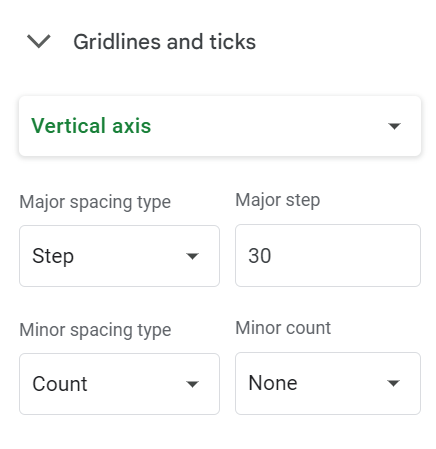 Gridlines and ticks
Vertical axis
Major spacing type
Major step
Step
30
Minor spacing type
Minor count
Count
None